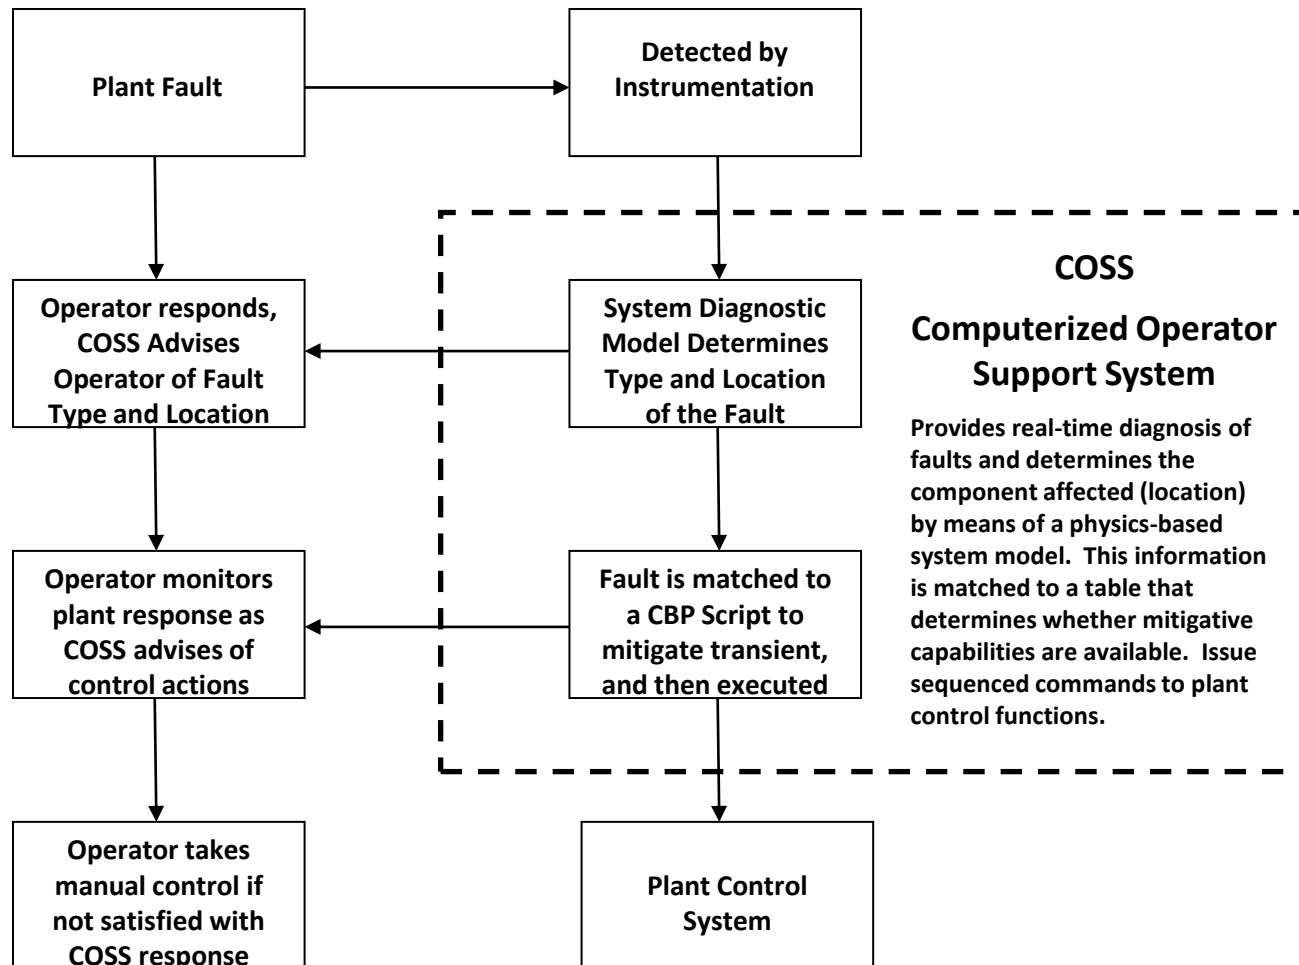 Plant Fault
Detected by
Instrumentation
Operator responds,
COSS Advises
Operator of Fault
Type and Location
System Diagnostic
Model Determines
Type and Location
of the Fault
COSS
Computerized Operator
Support System
Provides real-time diagnosis of
faults and determines the
component affected (location)
by means of a physics-based
system model. This information
is matched to a table that
determines whether mitigative
capabilities are available. Issue
sequenced commands to plant
control functions.
Operator monitors
plant response as
COSS advises of
control actions
Fault is matched to
a CBP Script to
mitigate transient,
and then executed
Operator takes
manual control if
not satisfied with
COSS response
Plant Control
System